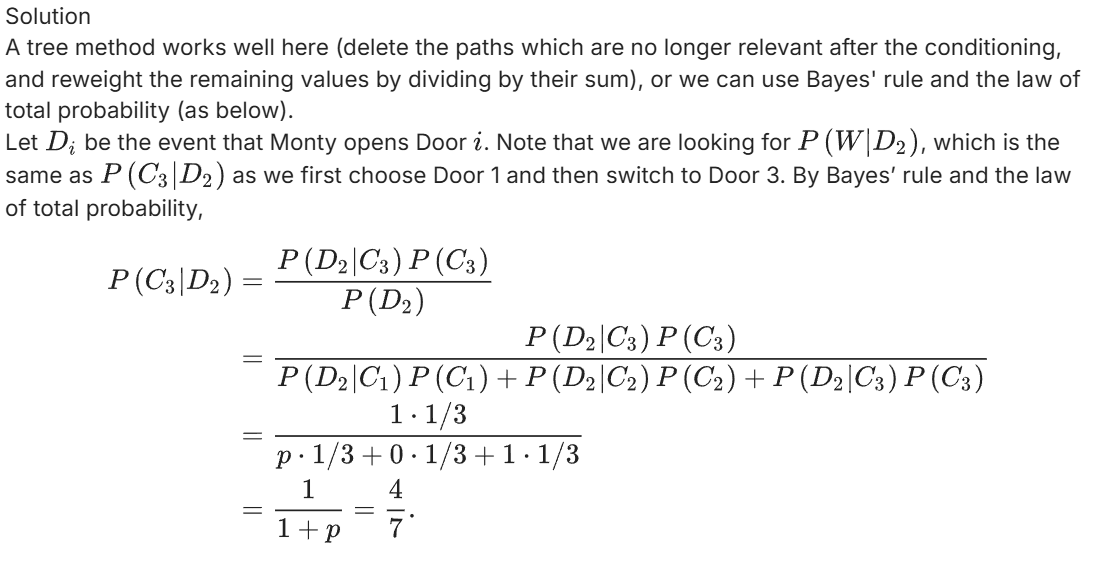 Solution
A tree method works well here (delete the paths which are no longer relevant after the conditioning,
and reweight the remaining values by dividing by their sum), or we can use Bayes' rule and the law of
total probability (as below).
Let $D_i$ be the event that Monty opens Door $i$. Note that we are looking for $P(W|D_2)$, which is the
same as $P(C_3|D_2)$ as we first choose Door 1 and then switch to Door 3. By Bayes’ rule and the law
of total probability,
$P(C_3|D_2) = \frac{P(D_2|C_3)P(C_3)}{P(D_2)}$
$= \frac{P(D_2|C_3)P(C_3)}{P(D_2|C_1)P(C_1) + P(D_2|C_2)P(C_2) + P(D_2|C_3)P(C_3)}$
$= \frac{1 \cdot 1/3}{p \cdot 1/3 + 0 \cdot 1/3 + 1 \cdot 1/3}$
$= \frac{1}{1 + p} = \frac{4}{7}.$